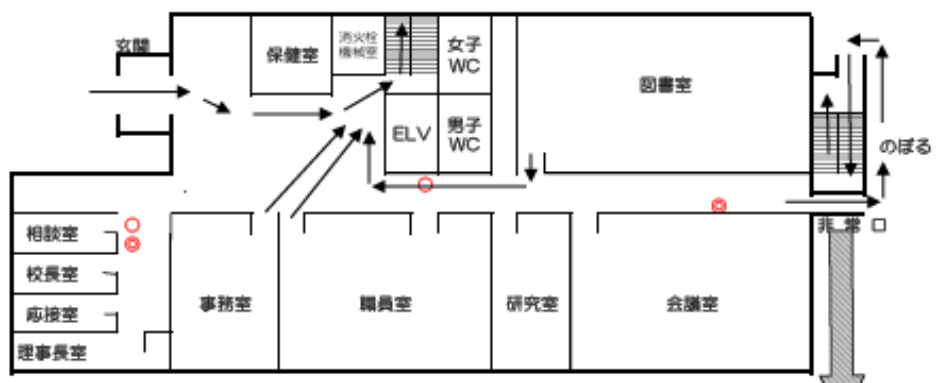 玄関
保健室
消火栓
機械室
女子
WC
図書室
ELV
男子
WC
のぼる
非常口
相談室
校長室
応接室
理事長室
事務室
職員室
研究室
会議室